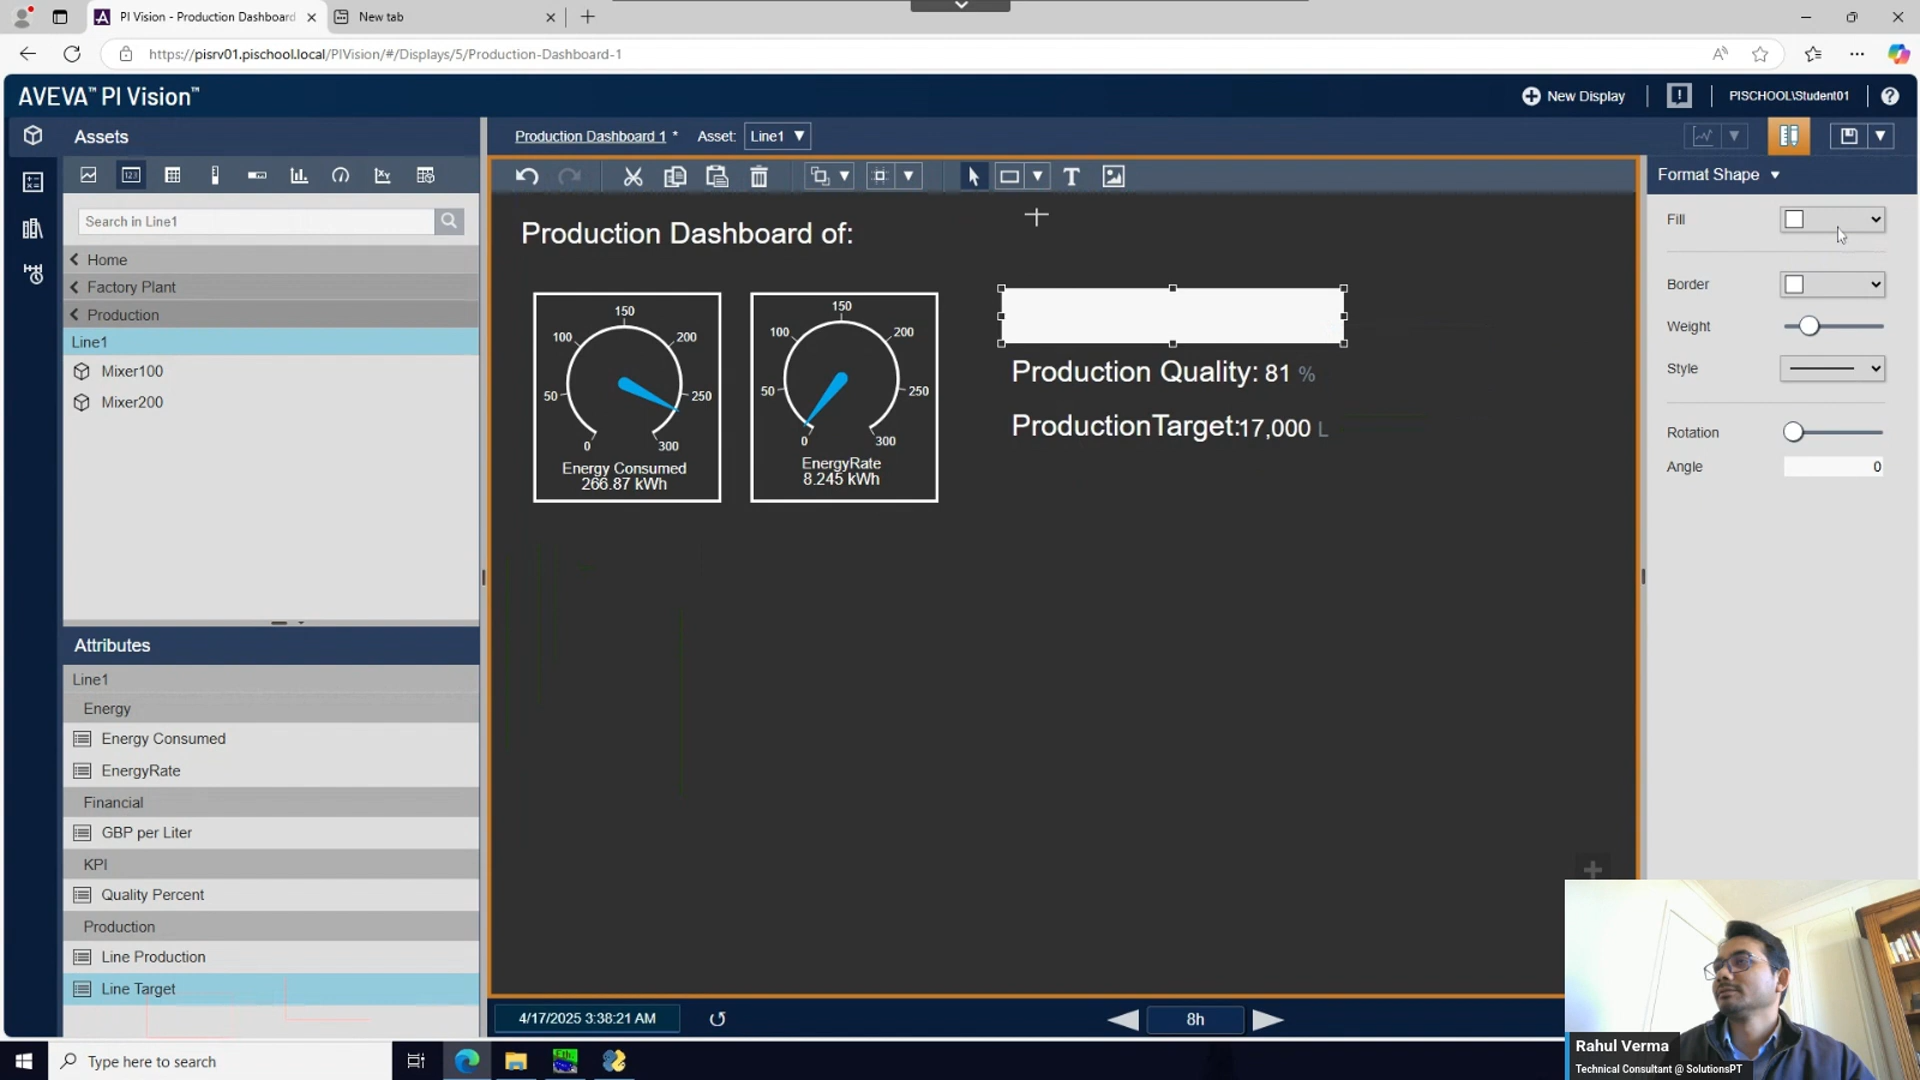 PI Vision - Production Dashboard
New tab
https://pisrv01.pischool.local/PIVision/#/Displays/5/Production-Dashboard-1
AVEVA™ PI Vision™
New Display
PISCHOOL\Student01
Assets
Production Dashboard 1 *
Asset:
Line1
Format Shape
Search in Line1
Home
Factory Plant
Production
Line1
Mixer100
Mixer200
Production Dashboard of:
150
100
200
50
250
0
300
Energy Consumed
266.87 kWh
150
100
200
50
250
0
300
EnergyRate
8.245 kWh
Production Quality: 81 %
ProductionTarget:17,000 L
Fill
Border
Weight
Style
Rotation
Angle
0
Attributes
Line1
Energy
Energy Consumed
EnergyRate
Financial
GBP per Liter
KPI
Quality Percent
Production
Line Production
Line Target
4/17/2025 3:38:21 AM
8h
Type here to search
Rahul Verma
Technical Consultant @ SolutionsPT